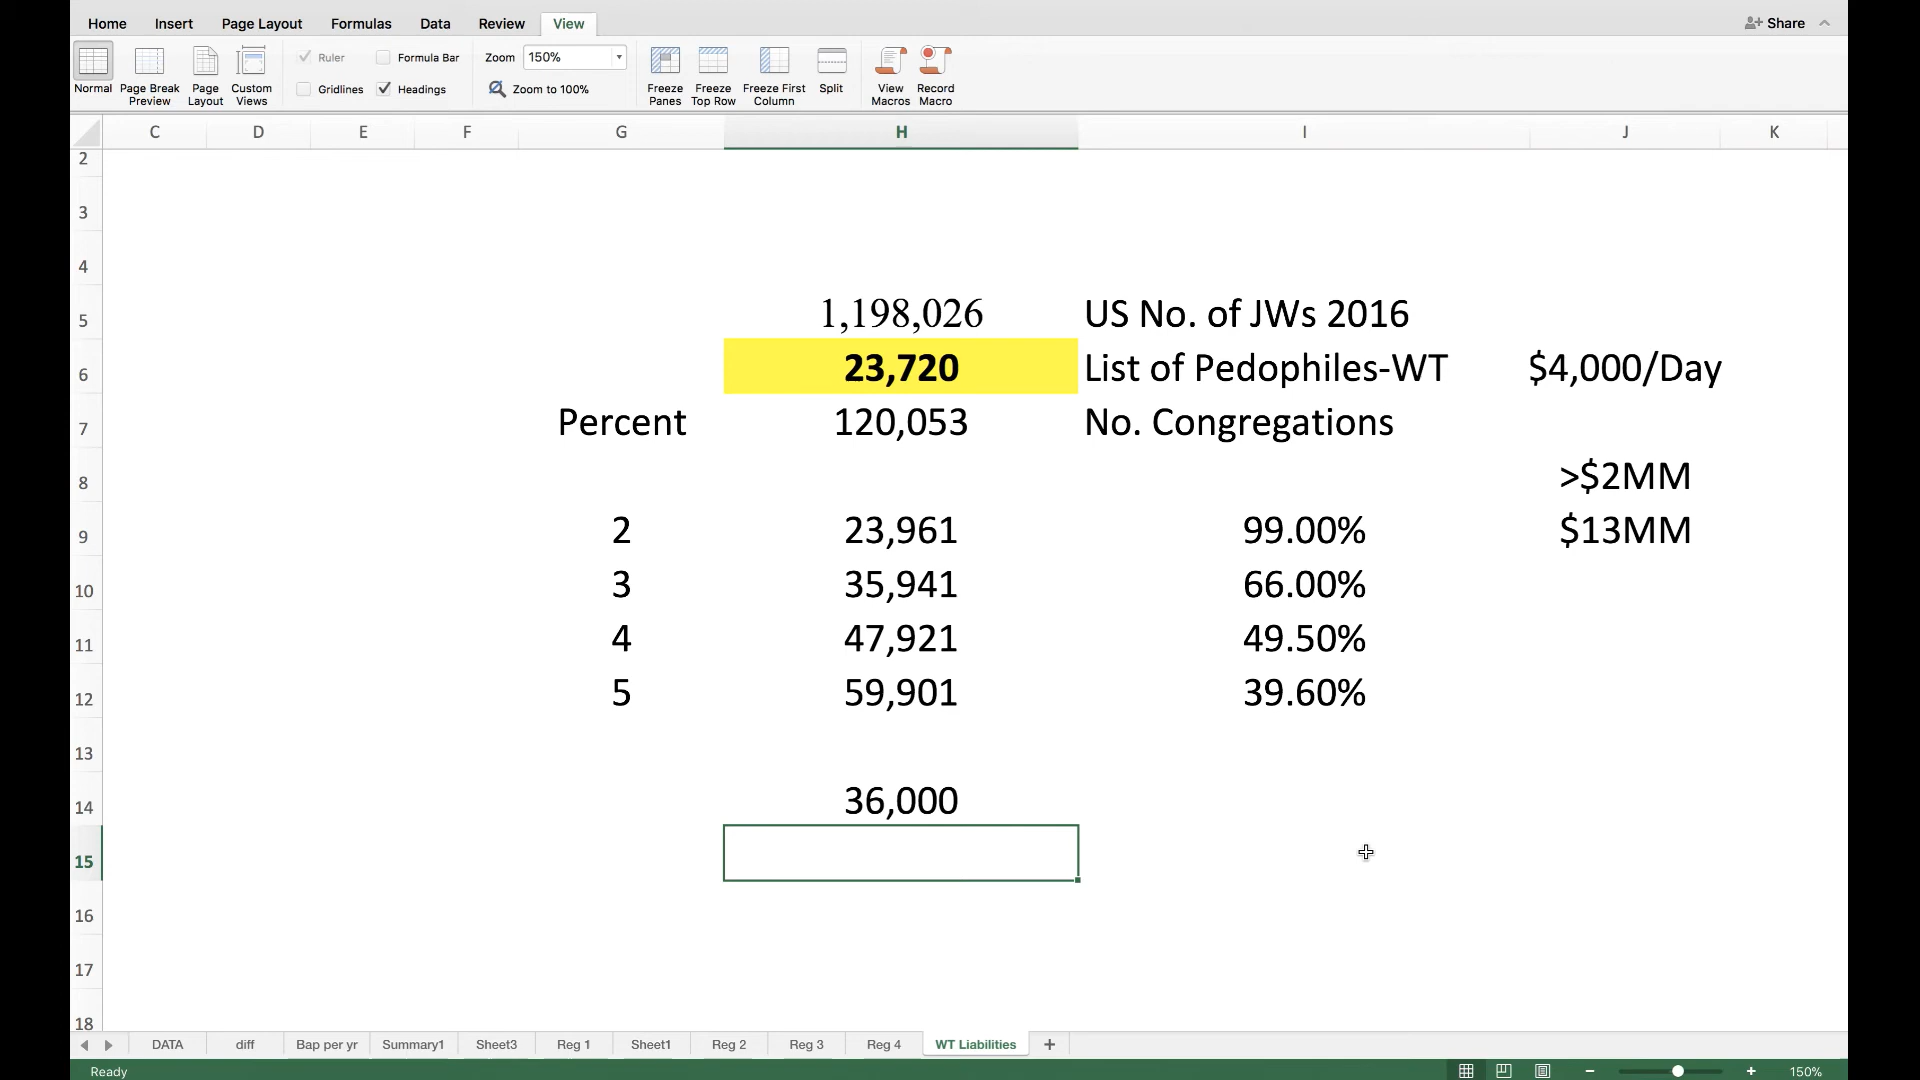 Home Insert Page Layout Formulas Data Review View Share
Ruler Formula Bar Zoom 150%
Gridlines Headings Zoom to 100%
Normal Page Break Preview Page Layout Custom Views Freeze Panes Freeze Top Row Freeze First Column Split View Macros Record Macro
C D E F G H I J K
2
3
4
5 1,198,026 US No. of JWs 2016
6 23,720 List of Pedophiles-WT $4,000/Day
7 Percent 120,053 No. Congregations
8 >$2MM
9 2 23,961 99.00% $13MM
10 3 35,941 66.00%
11 4 47,921 49.50%
12 5 59,901 39.60%
13
14 36,000
15
16
17
18
DATA diff Bap per yr Summary1 Sheet3 Reg 1 Sheet1 Reg 2 Reg 3 Reg 4 WT Liabilities +
Ready − + 150%